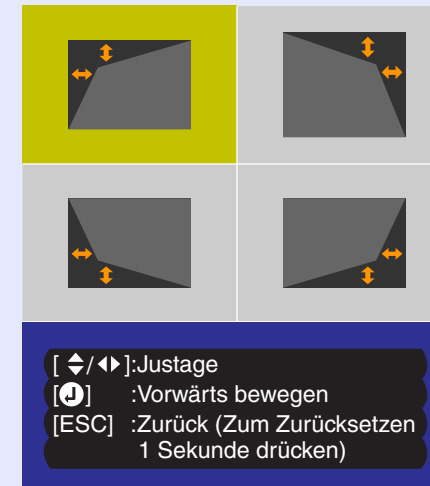 [ ⬍/◂▸ ]:Justage
[⏎] :Vorwärts bewegen
[ESC] :Zurück (Zum Zurücksetzen
1 Sekunde drücken)